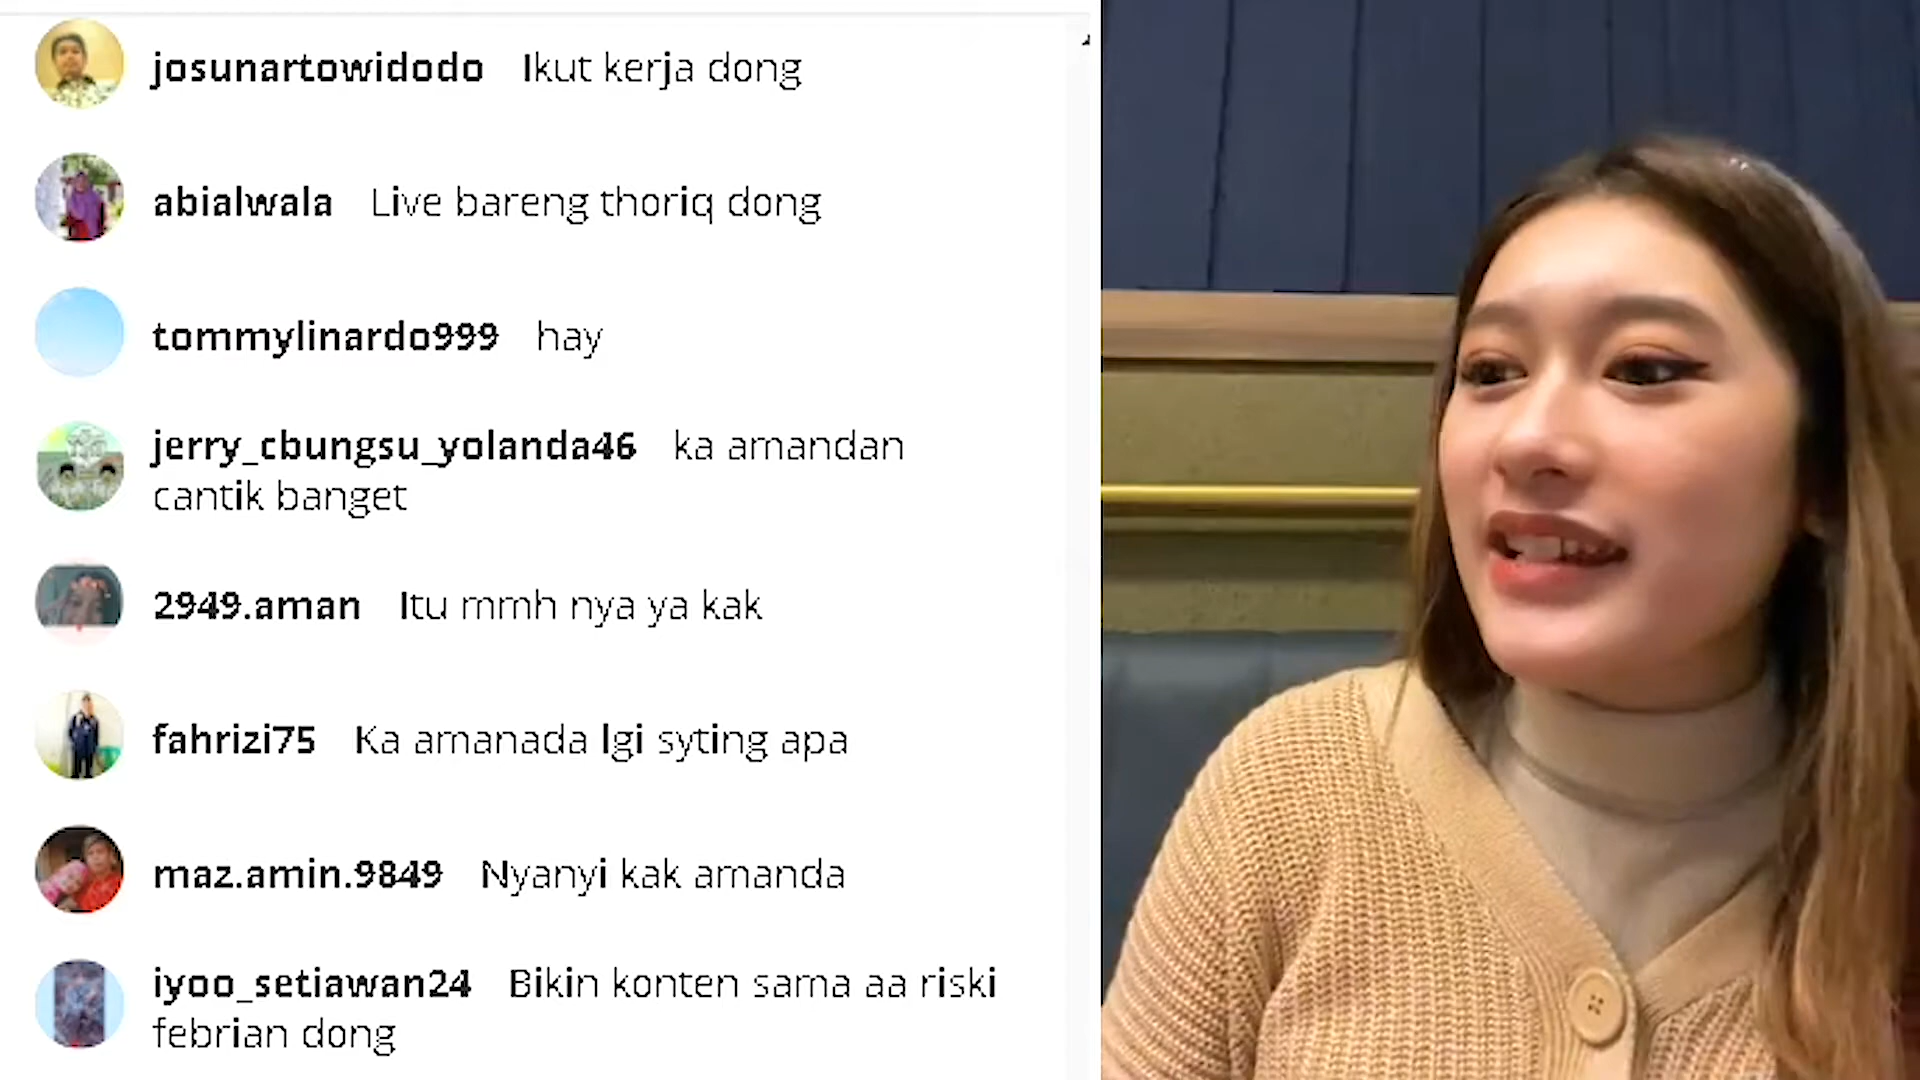 josunartowidodo Ikut kerja dong
abialwala Live bareng thoriq dong
tommylinardo999 hay
jerry_cbungsu_yolanda46 ka amandan
cantik banget
2949.aman Itu mmh nya ya kak
fahrizi75 Ka amanada lgi syting apa
maz.amin.9849 Nyanyi kak amanda
iyoo_setiawan24 Bikin konten sama aa riski
febrian dong